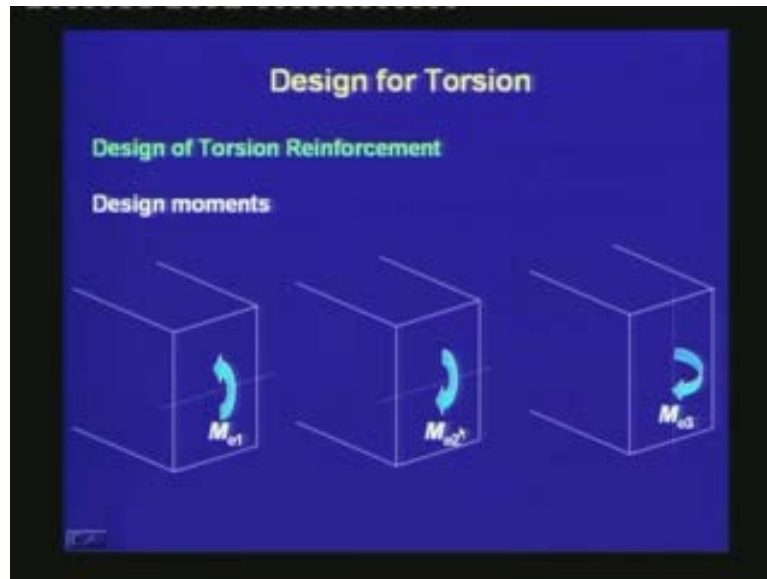 Design for Torsion
Design of Torsion Reinforcement
Design moments
Me1
Me2
Me3